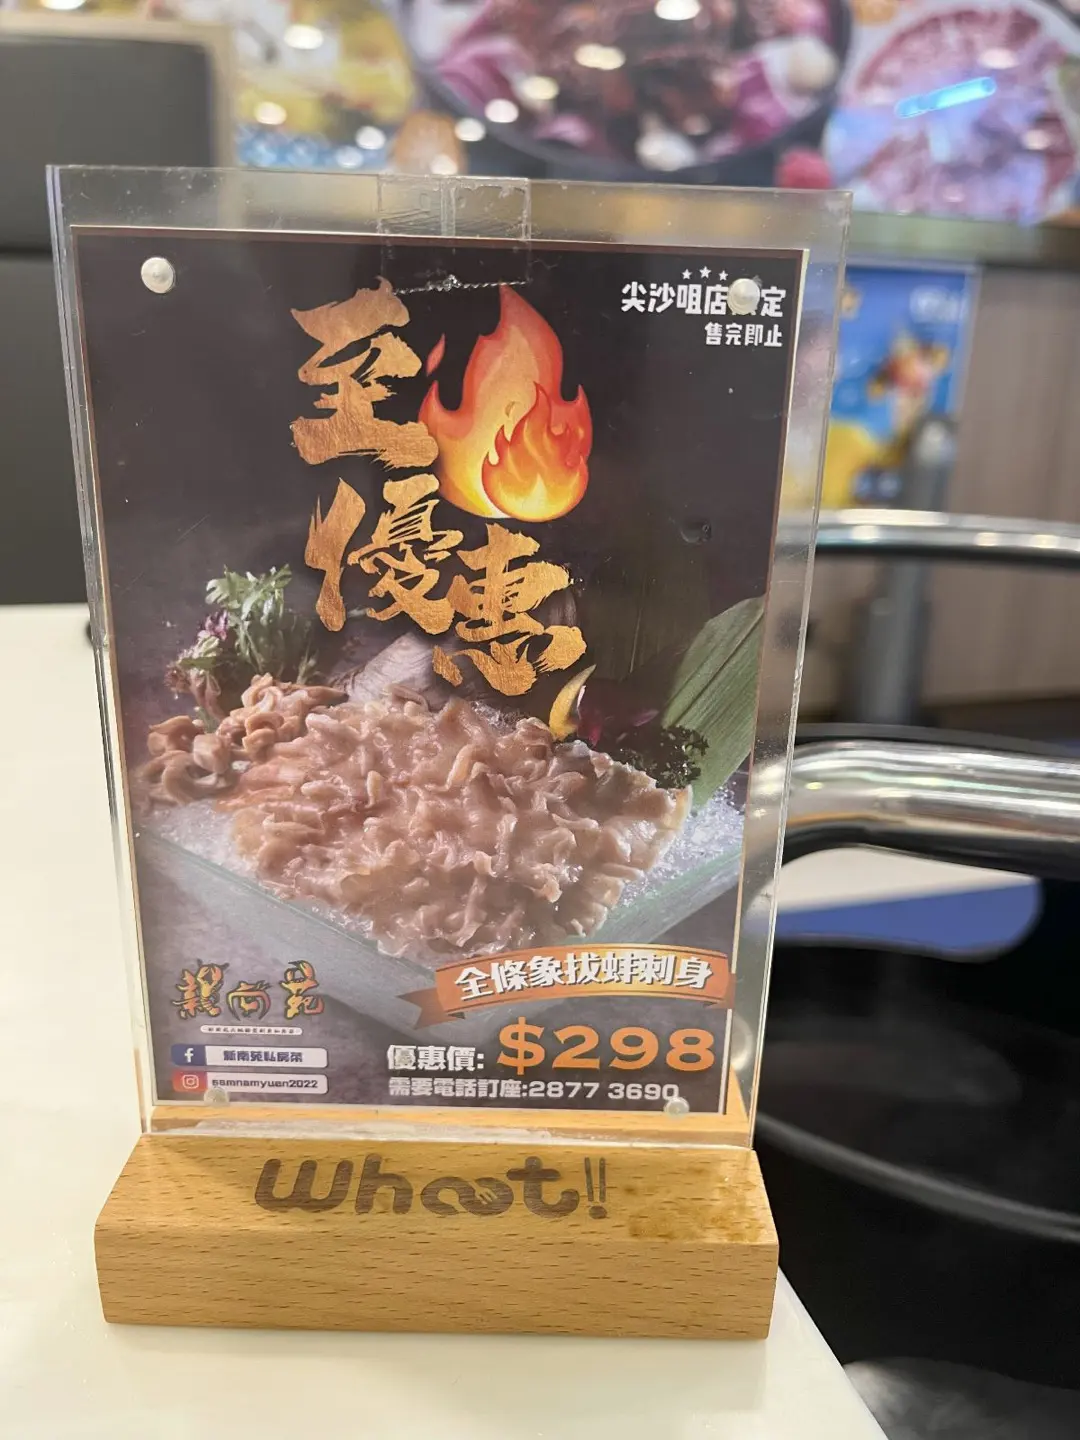 尖沙咀店限定
售完即止
至
優惠
全條象拔蚌刺身
優惠價: $298
需要電話訂座:2877 3690
新南苑私房菜
samnamyuen2022
whoot!!